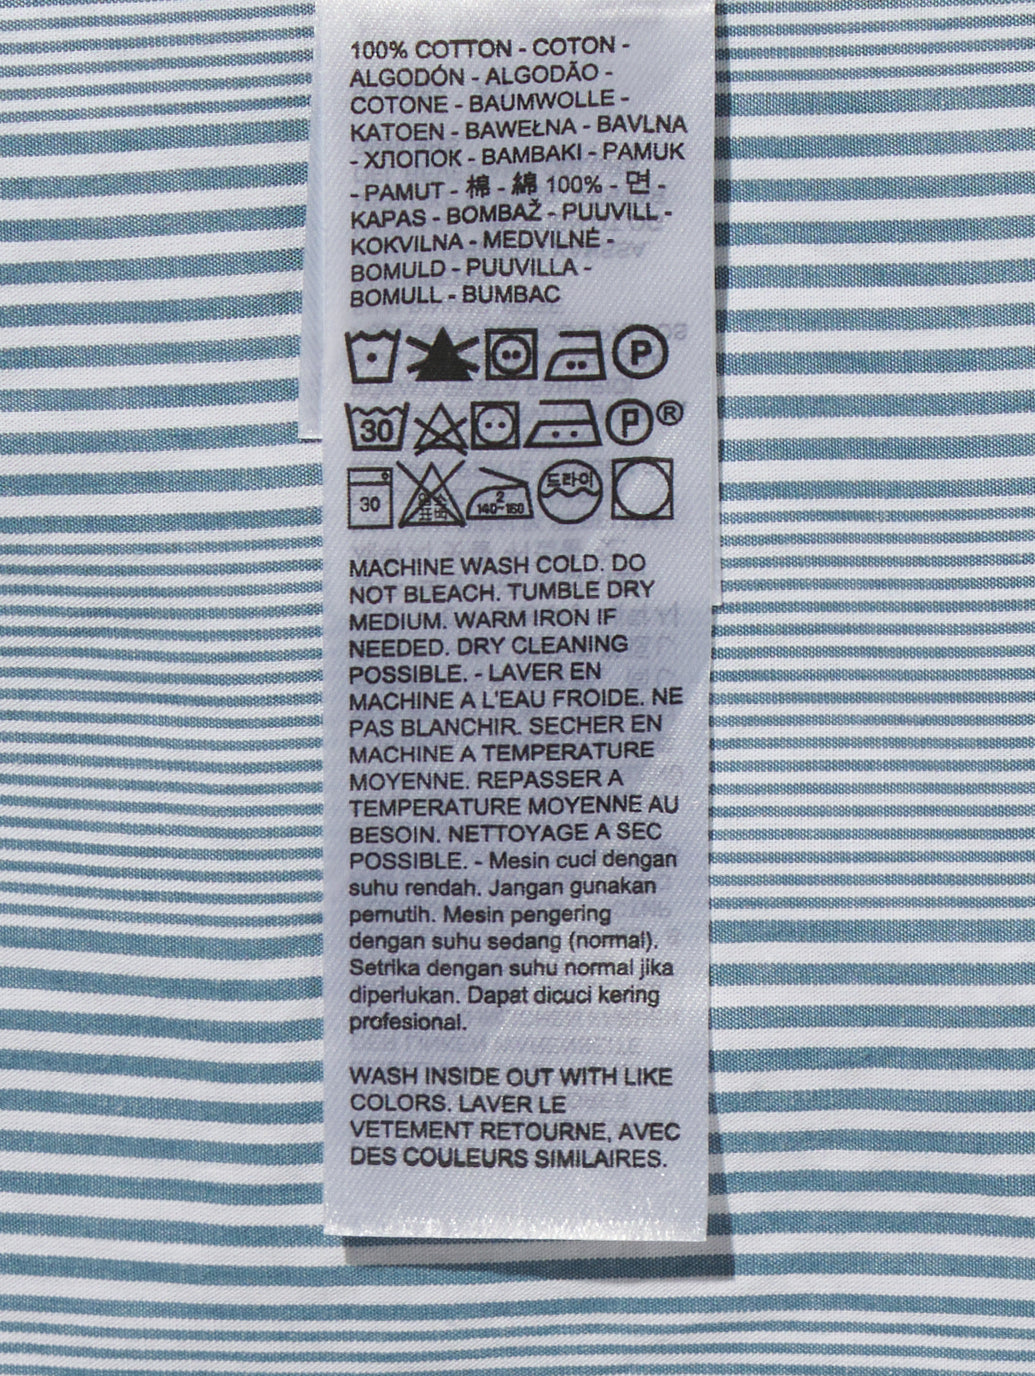 100% COTTON - COTON -
ALGODÓN - ALGODÃO -
COTONE - BAUMWOLLE -
KATOEN - BAWEŁNA - BAVLNA
- ХЛОПОК - BAMBAKI - PAMUK
- PAMUT - 棉 - 綿 100% - 면 -
KAPAS - BOMBAŽ - PUUVILL -
KOKVILNA - MEDVILNĖ -
BOMULD - PUUVILLA -
BOMULL - BUMBAC
P
30 P ®
30 염소 표백 2 140~160 드라이
MACHINE WASH COLD. DO
NOT BLEACH. TUMBLE DRY
MEDIUM. WARM IRON IF
NEEDED. DRY CLEANING
POSSIBLE. - LAVER EN
MACHINE A L'EAU FROIDE. NE
PAS BLANCHIR. SECHER EN
MACHINE A TEMPERATURE
MOYENNE. REPASSER A
TEMPERATURE MOYENNE AU
BESOIN. NETTOYAGE A SEC
POSSIBLE. - Mesin cuci dengan
suhu rendah. Jangan gunakan
pemutih. Mesin pengering
dengan suhu sedang (normal).
Setrika dengan suhu normal jika
diperlukan. Dapat dicuci kering
profesional.
WASH INSIDE OUT WITH LIKE
COLORS. LAVER LE
VETEMENT RETOURNE, AVEC
DES COULEURS SIMILAIRES.